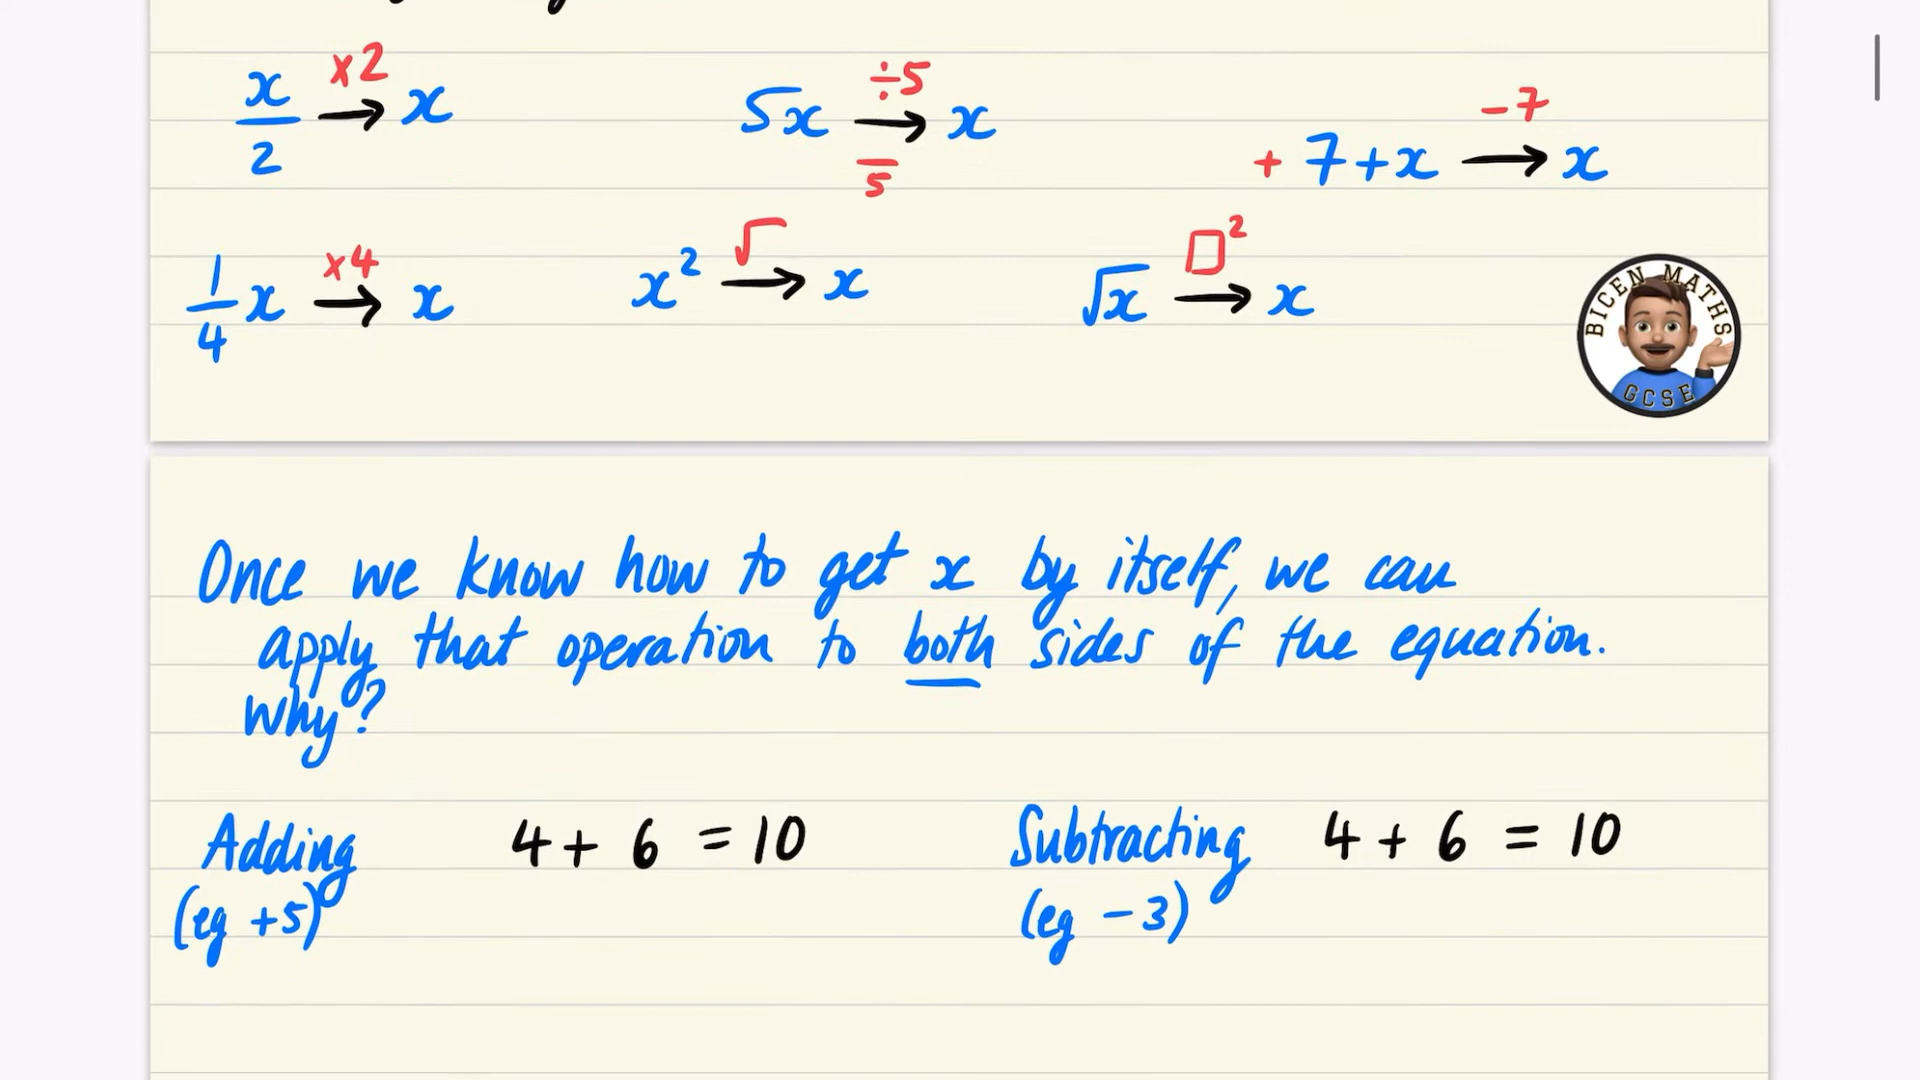 x/2 ×2 → x
5x ÷5 → x
—/5
+ 7+x −7 → x
1/4 x ×4 → x
x² √ → x
√x □² → x
BICEN MATHS
GCSE
Once we know how to get x by itself, we can
apply that operation to both sides of the equation.
Why?
Adding 4 + 6 = 10
(eg +5)
Subtracting 4 + 6 = 10
(eg −3)